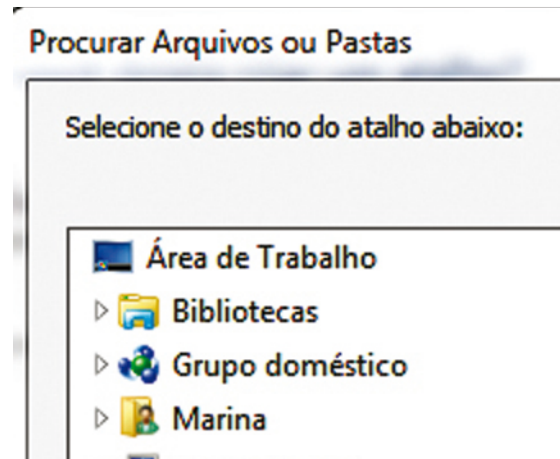 Procurar Arquivos ou Pastas
Selecione o destino do atalho abaixo:
Área de Trabalho
Bibliotecas
Grupo doméstico
Marina